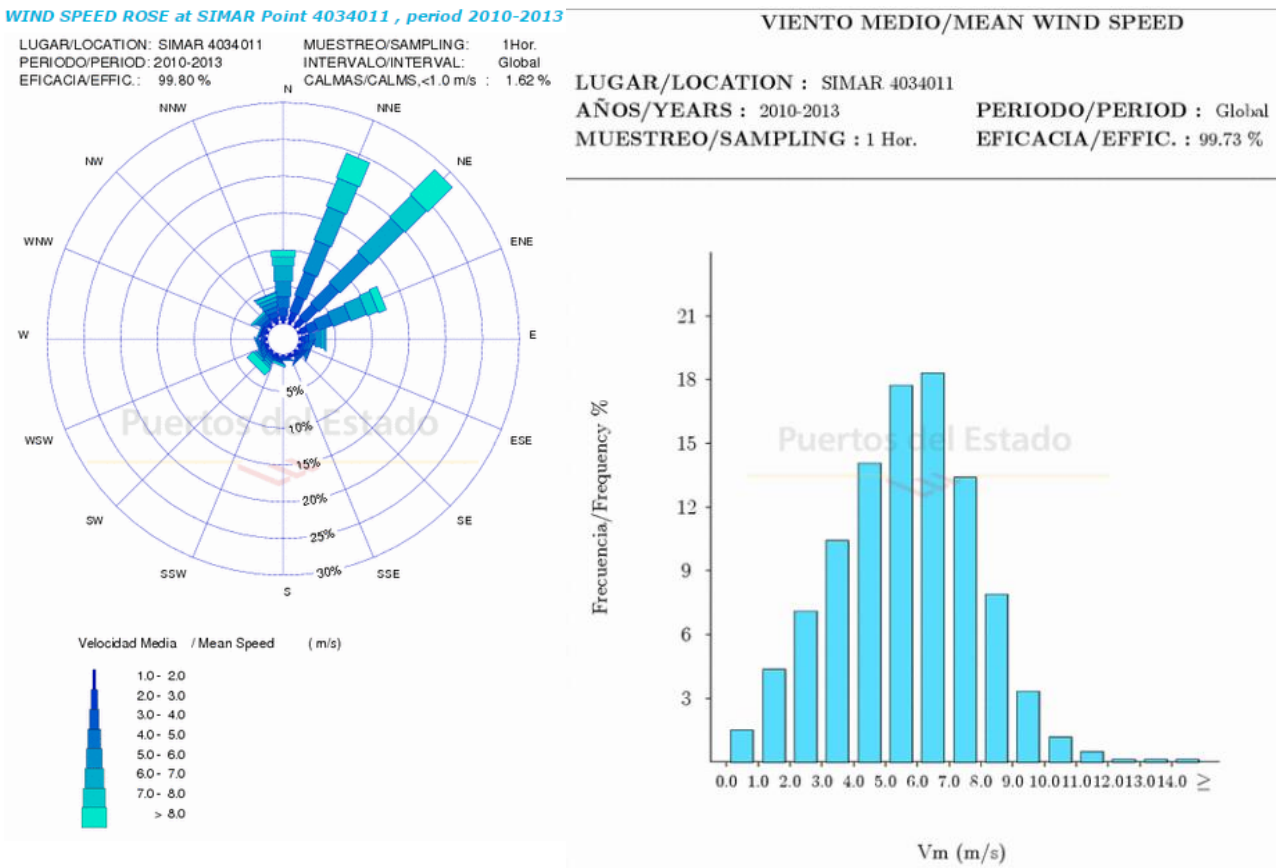 WIND SPEED ROSE at SIMAR Point 4034011 , period 2010-2013
LUGAR/LOCATION: SIMAR 4034011 MUESTREO/SAMPLING: 1Hor.
PERIODO/PERIOD: 2010-2013 INTERVALO/INTERVAL: Global
EFICACIA/EFFIC.: 99.80 % CALMAS/CALMS,<1.0 m/s : 1.62 %
N
NNW NNE
NW NE
WNW ENE
W E
5%
10%
Puertos del Estado
WSW ESE
15%
20%
SW SE
25%
30%
SSW SSE
S
Velocidad Media / Mean Speed ( m/s)
1.0 - 2.0
2.0 - 3.0
3.0 - 4.0
4.0 - 5.0
5.0 - 6.0
6.0 - 7.0
7.0 - 8.0
> 8.0
VIENTO MEDIO/MEAN WIND SPEED
LUGAR/LOCATION : SIMAR 4034011
AÑOS/YEARS : 2010-2013 PERIODO/PERIOD : Global
MUESTREO/SAMPLING : 1 Hor. EFICACIA/EFFIC. : 99.73 %
Frecuencia/Frequency %
21
18
15
Puertos del Estado
12
9
6
3
0.0 1.0 2.0 3.0 4.0 5.0 6.0 7.0 8.0 9.0 10.0 11.0 12.0 13.0 14.0 ≥
Vm (m/s)